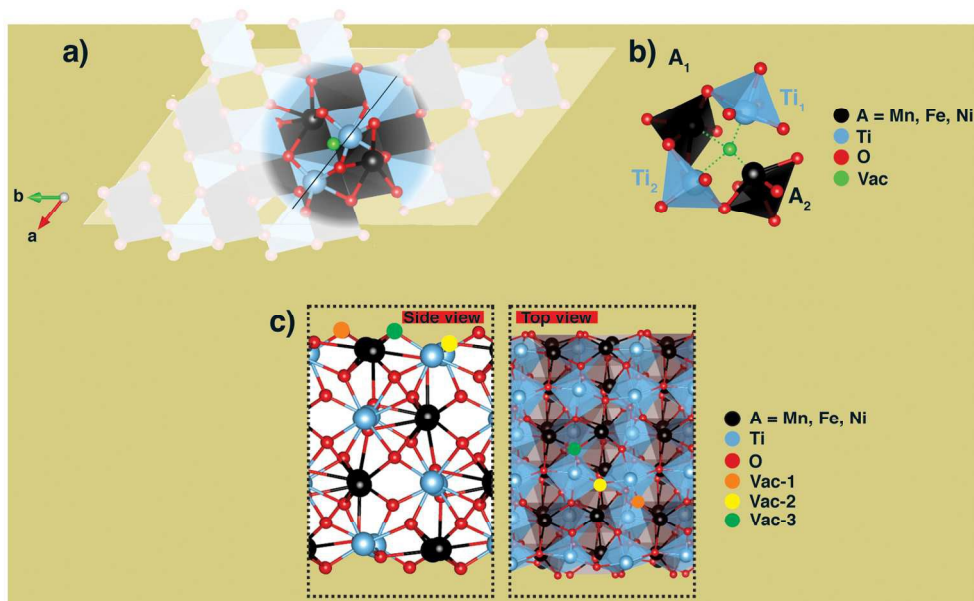 a)
b
a
b)
A1
Ti1
Ti2
A2
A = Mn, Fe, Ni
Ti
O
Vac
c)
Side view
Top view
A = Mn, Fe, Ni
Ti
O
Vac-1
Vac-2
Vac-3